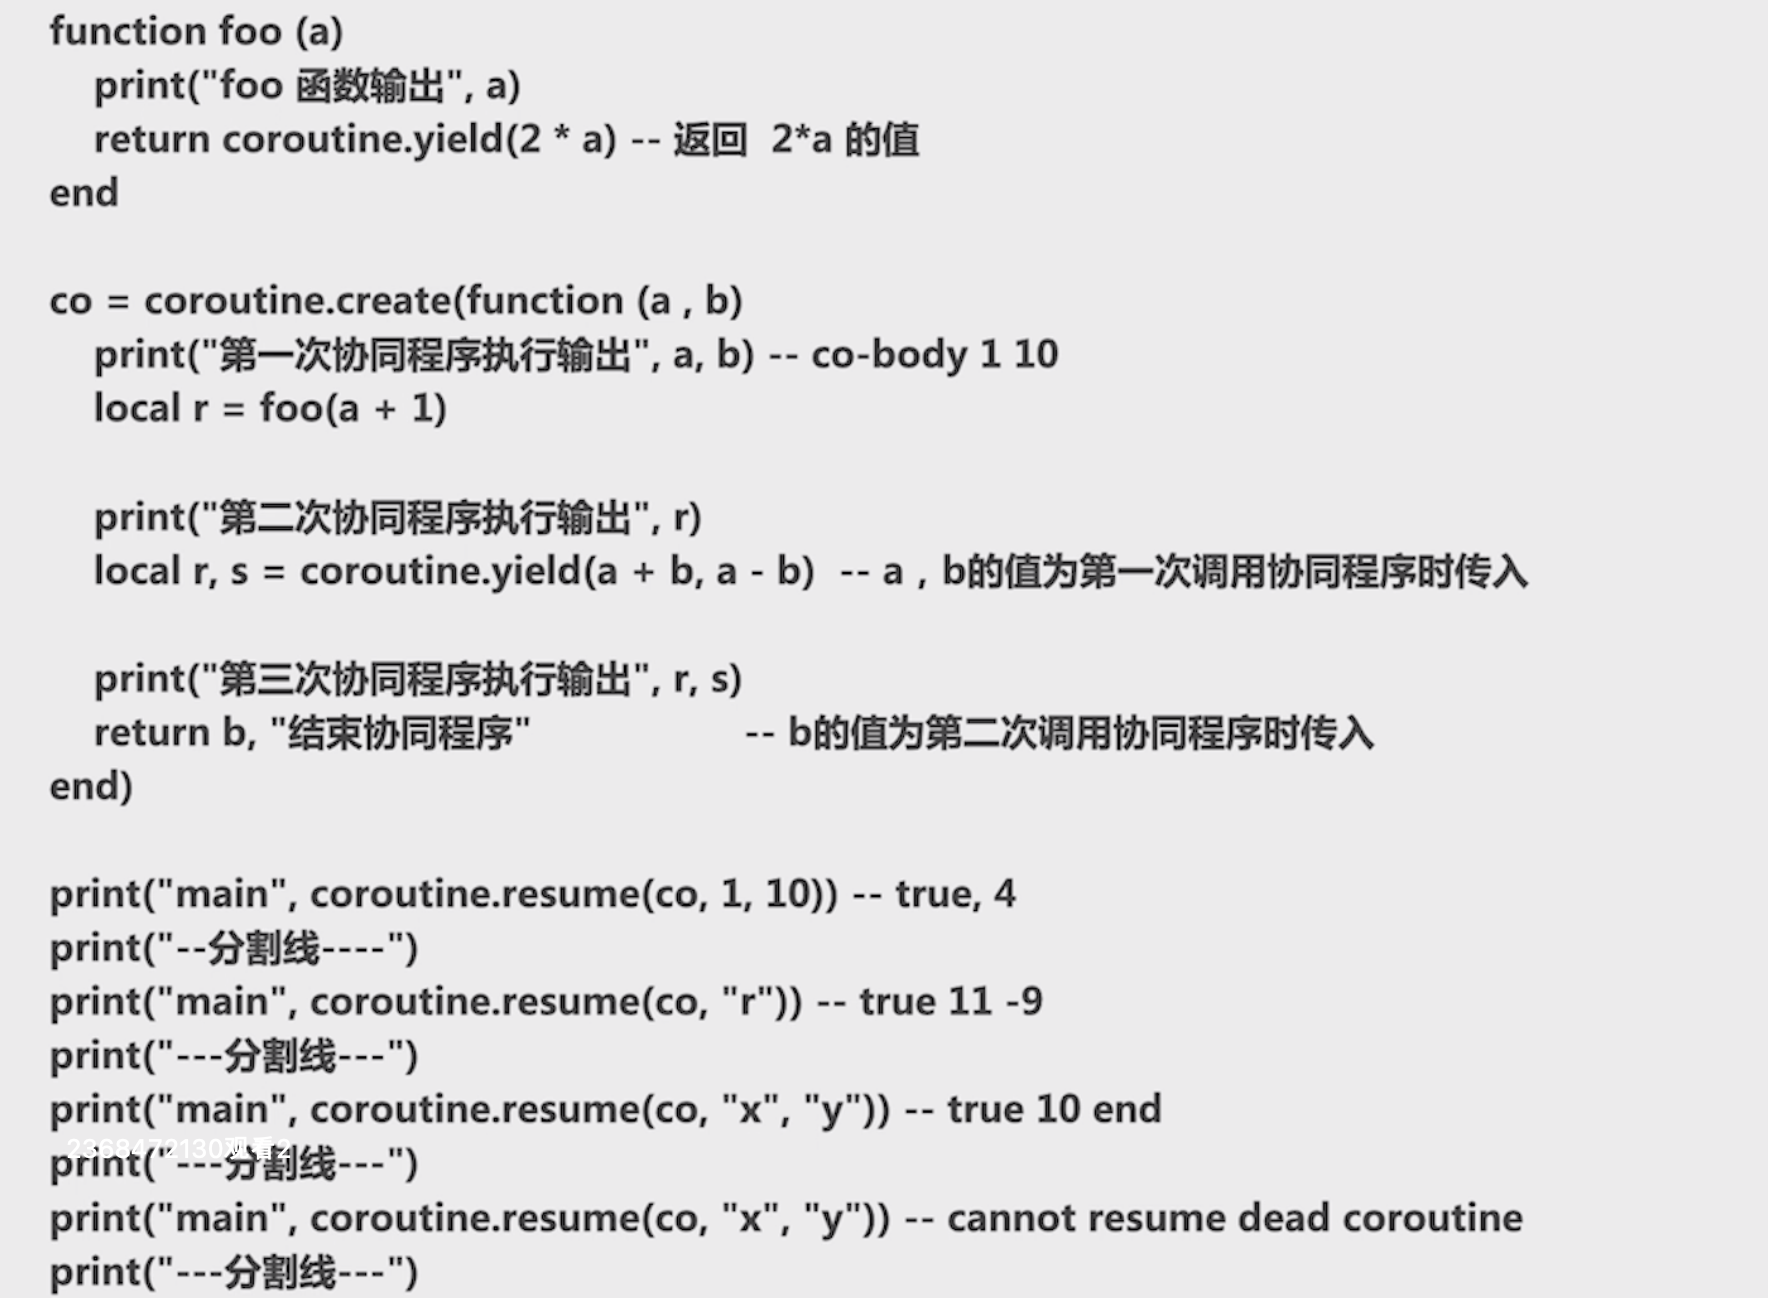 function foo (a)
print("foo 函数输出", a)
return coroutine.yield(2 * a) -- 返回  2*a 的值
end
co = coroutine.create(function (a , b)
print("第一次协同程序执行输出", a, b) -- co-body 1 10
local r = foo(a + 1)
print("第二次协同程序执行输出", r)
local r, s = coroutine.yield(a + b, a - b)  -- a，b的值为第一次调用协同程序时传入
print("第三次协同程序执行输出", r, s)
return b, "结束协同程序"                   -- b的值为第二次调用协同程序时传入
end)
print("main", coroutine.resume(co, 1, 10)) -- true, 4
print("--分割线----")
print("main", coroutine.resume(co, "r")) -- true 11 -9
print("---分割线---")
print("main", coroutine.resume(co, "x", "y")) -- true 10 end
2368472130观看2
print("---分割线---")
print("main", coroutine.resume(co, "x", "y")) -- cannot resume dead coroutine
print("---分割线---")